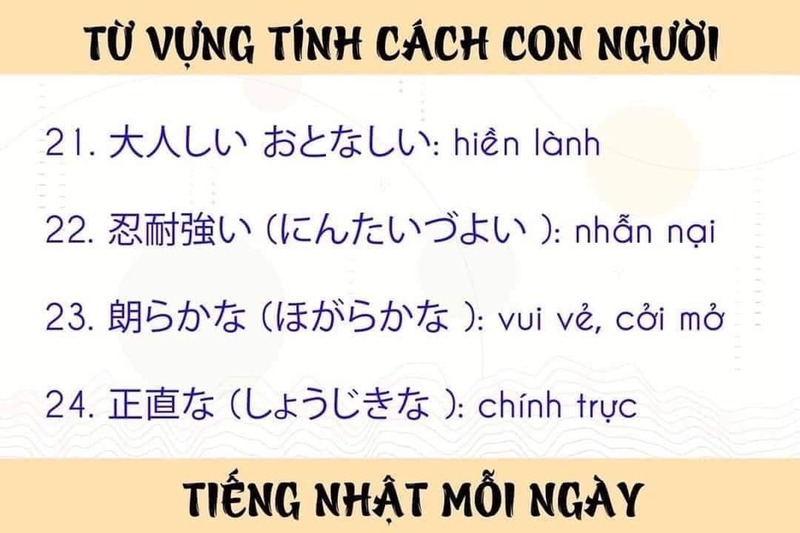 TỪ VỰNG TÍNH CÁCH CON NGƯỜI
21. 大人しい おとなしい: hiền lành
22. 忍耐強い (にんたいづよい ): nhẫn nại
23. 朗らかな (ほがらかな ): vui vẻ, cởi mở
24. 正直な (しょうじきな ): chính trực
TIẾNG NHẬT MỖI NGÀY